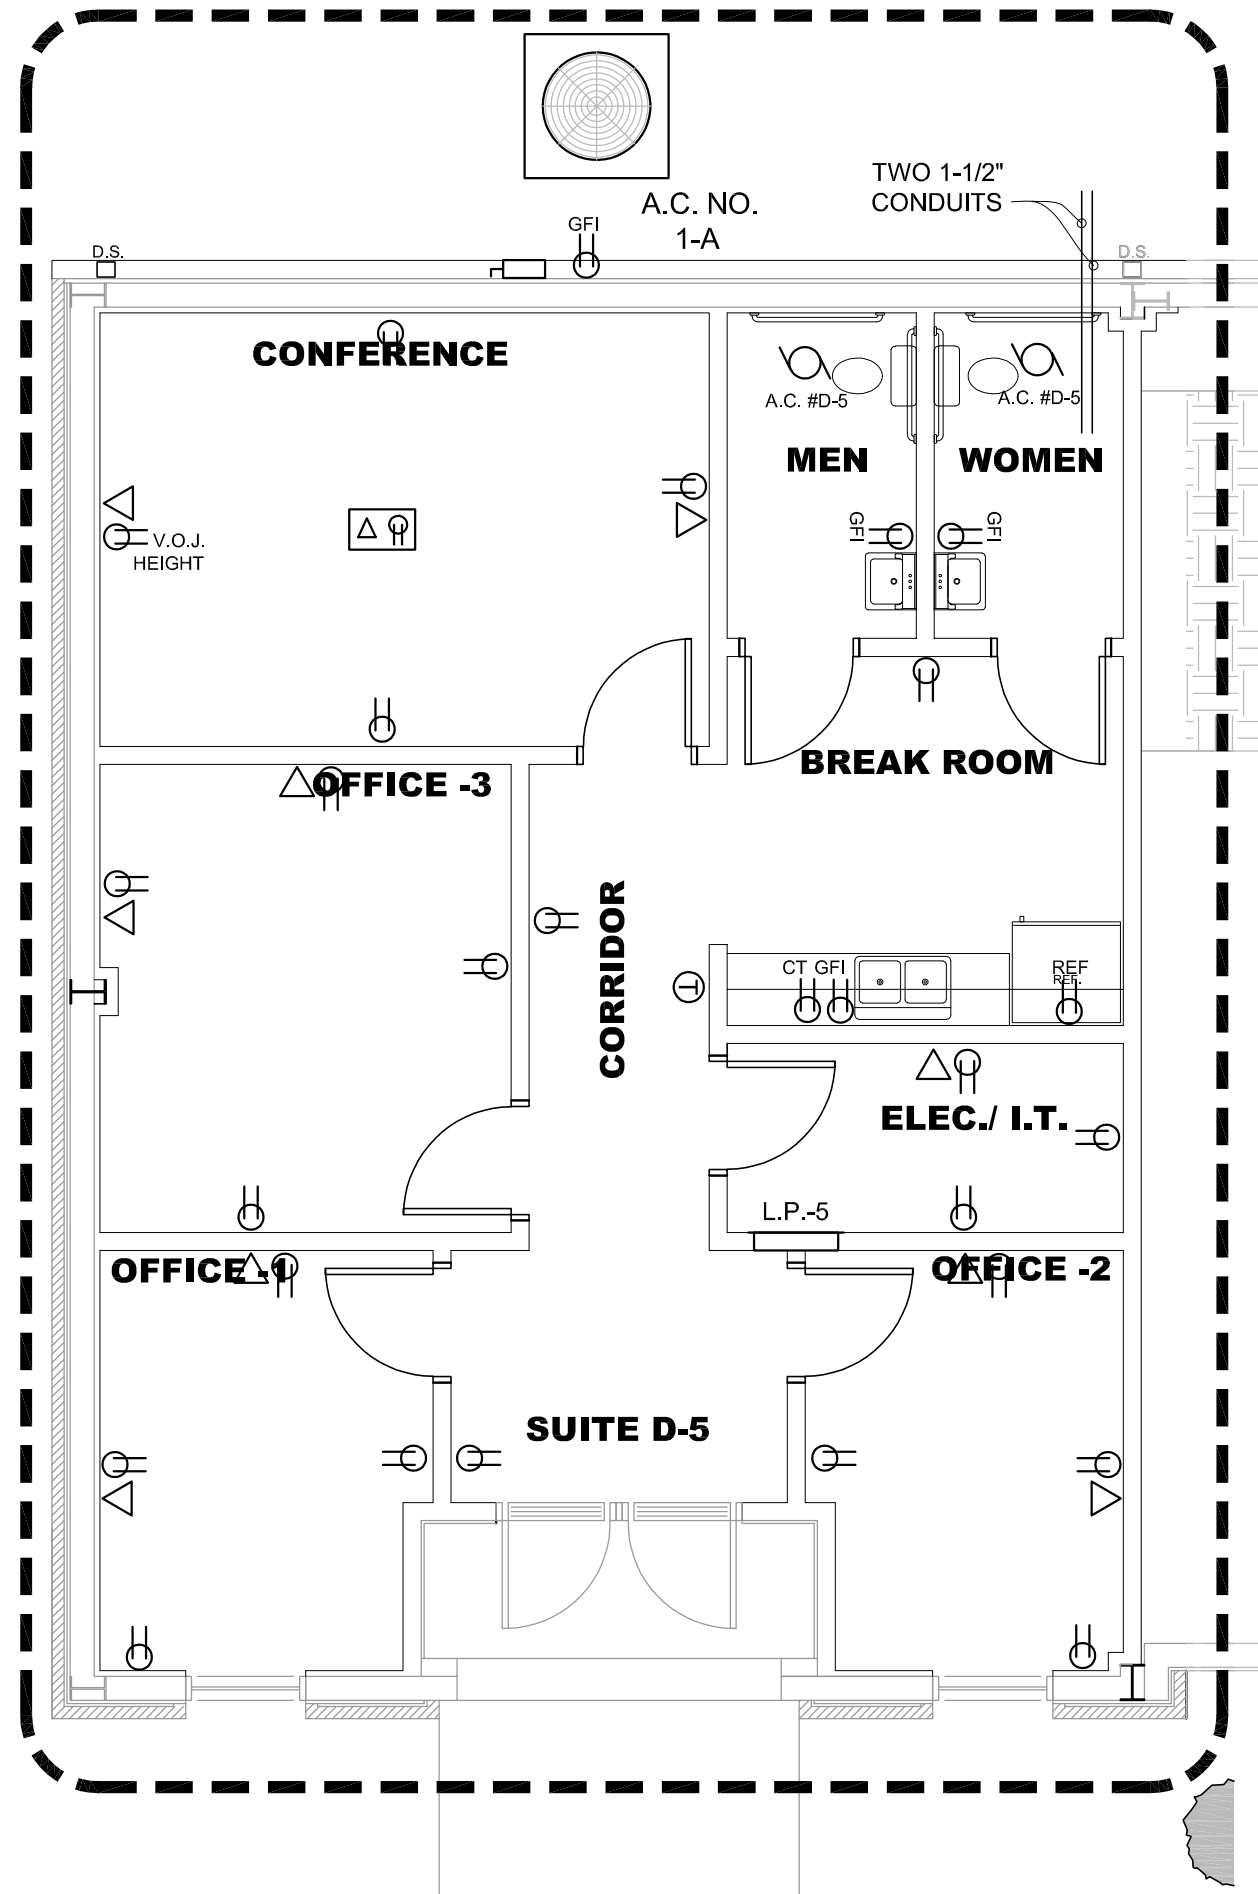 TWO 1-1/2"
CONDUITS
A.C. NO.
1-A
GFI
D.S.
D.S.
CONFERENCE
A.C. #D-5
A.C. #D-5
MEN
WOMEN
GFI
GFI
V.O.J.
HEIGHT
BREAK ROOM
OFFICE -3
CORRIDOR
CT GFI
REF
REF.
T
ELEC./ I.T.
L.P.-5
OFFICE -1
OFFICE -2
SUITE D-5